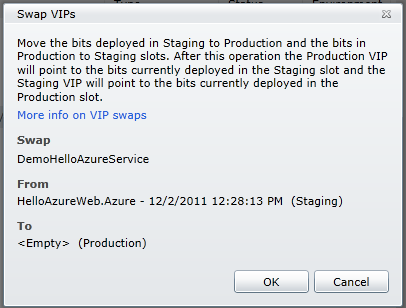 Swap VIPs
Move the bits deployed in Staging to Production and the bits in
Production to Staging slots. After this operation the Production VIP
will point to the bits currently deployed in the Staging slot and the
Staging VIP will point to the bits currently deployed in the
Production slot.
More info on VIP swaps
Swap
DemoHelloAzureService
From
HelloAzureWeb.Azure - 12/2/2011 12:28:13 PM  (Staging)
To
<Empty>  (Production)
OK
Cancel